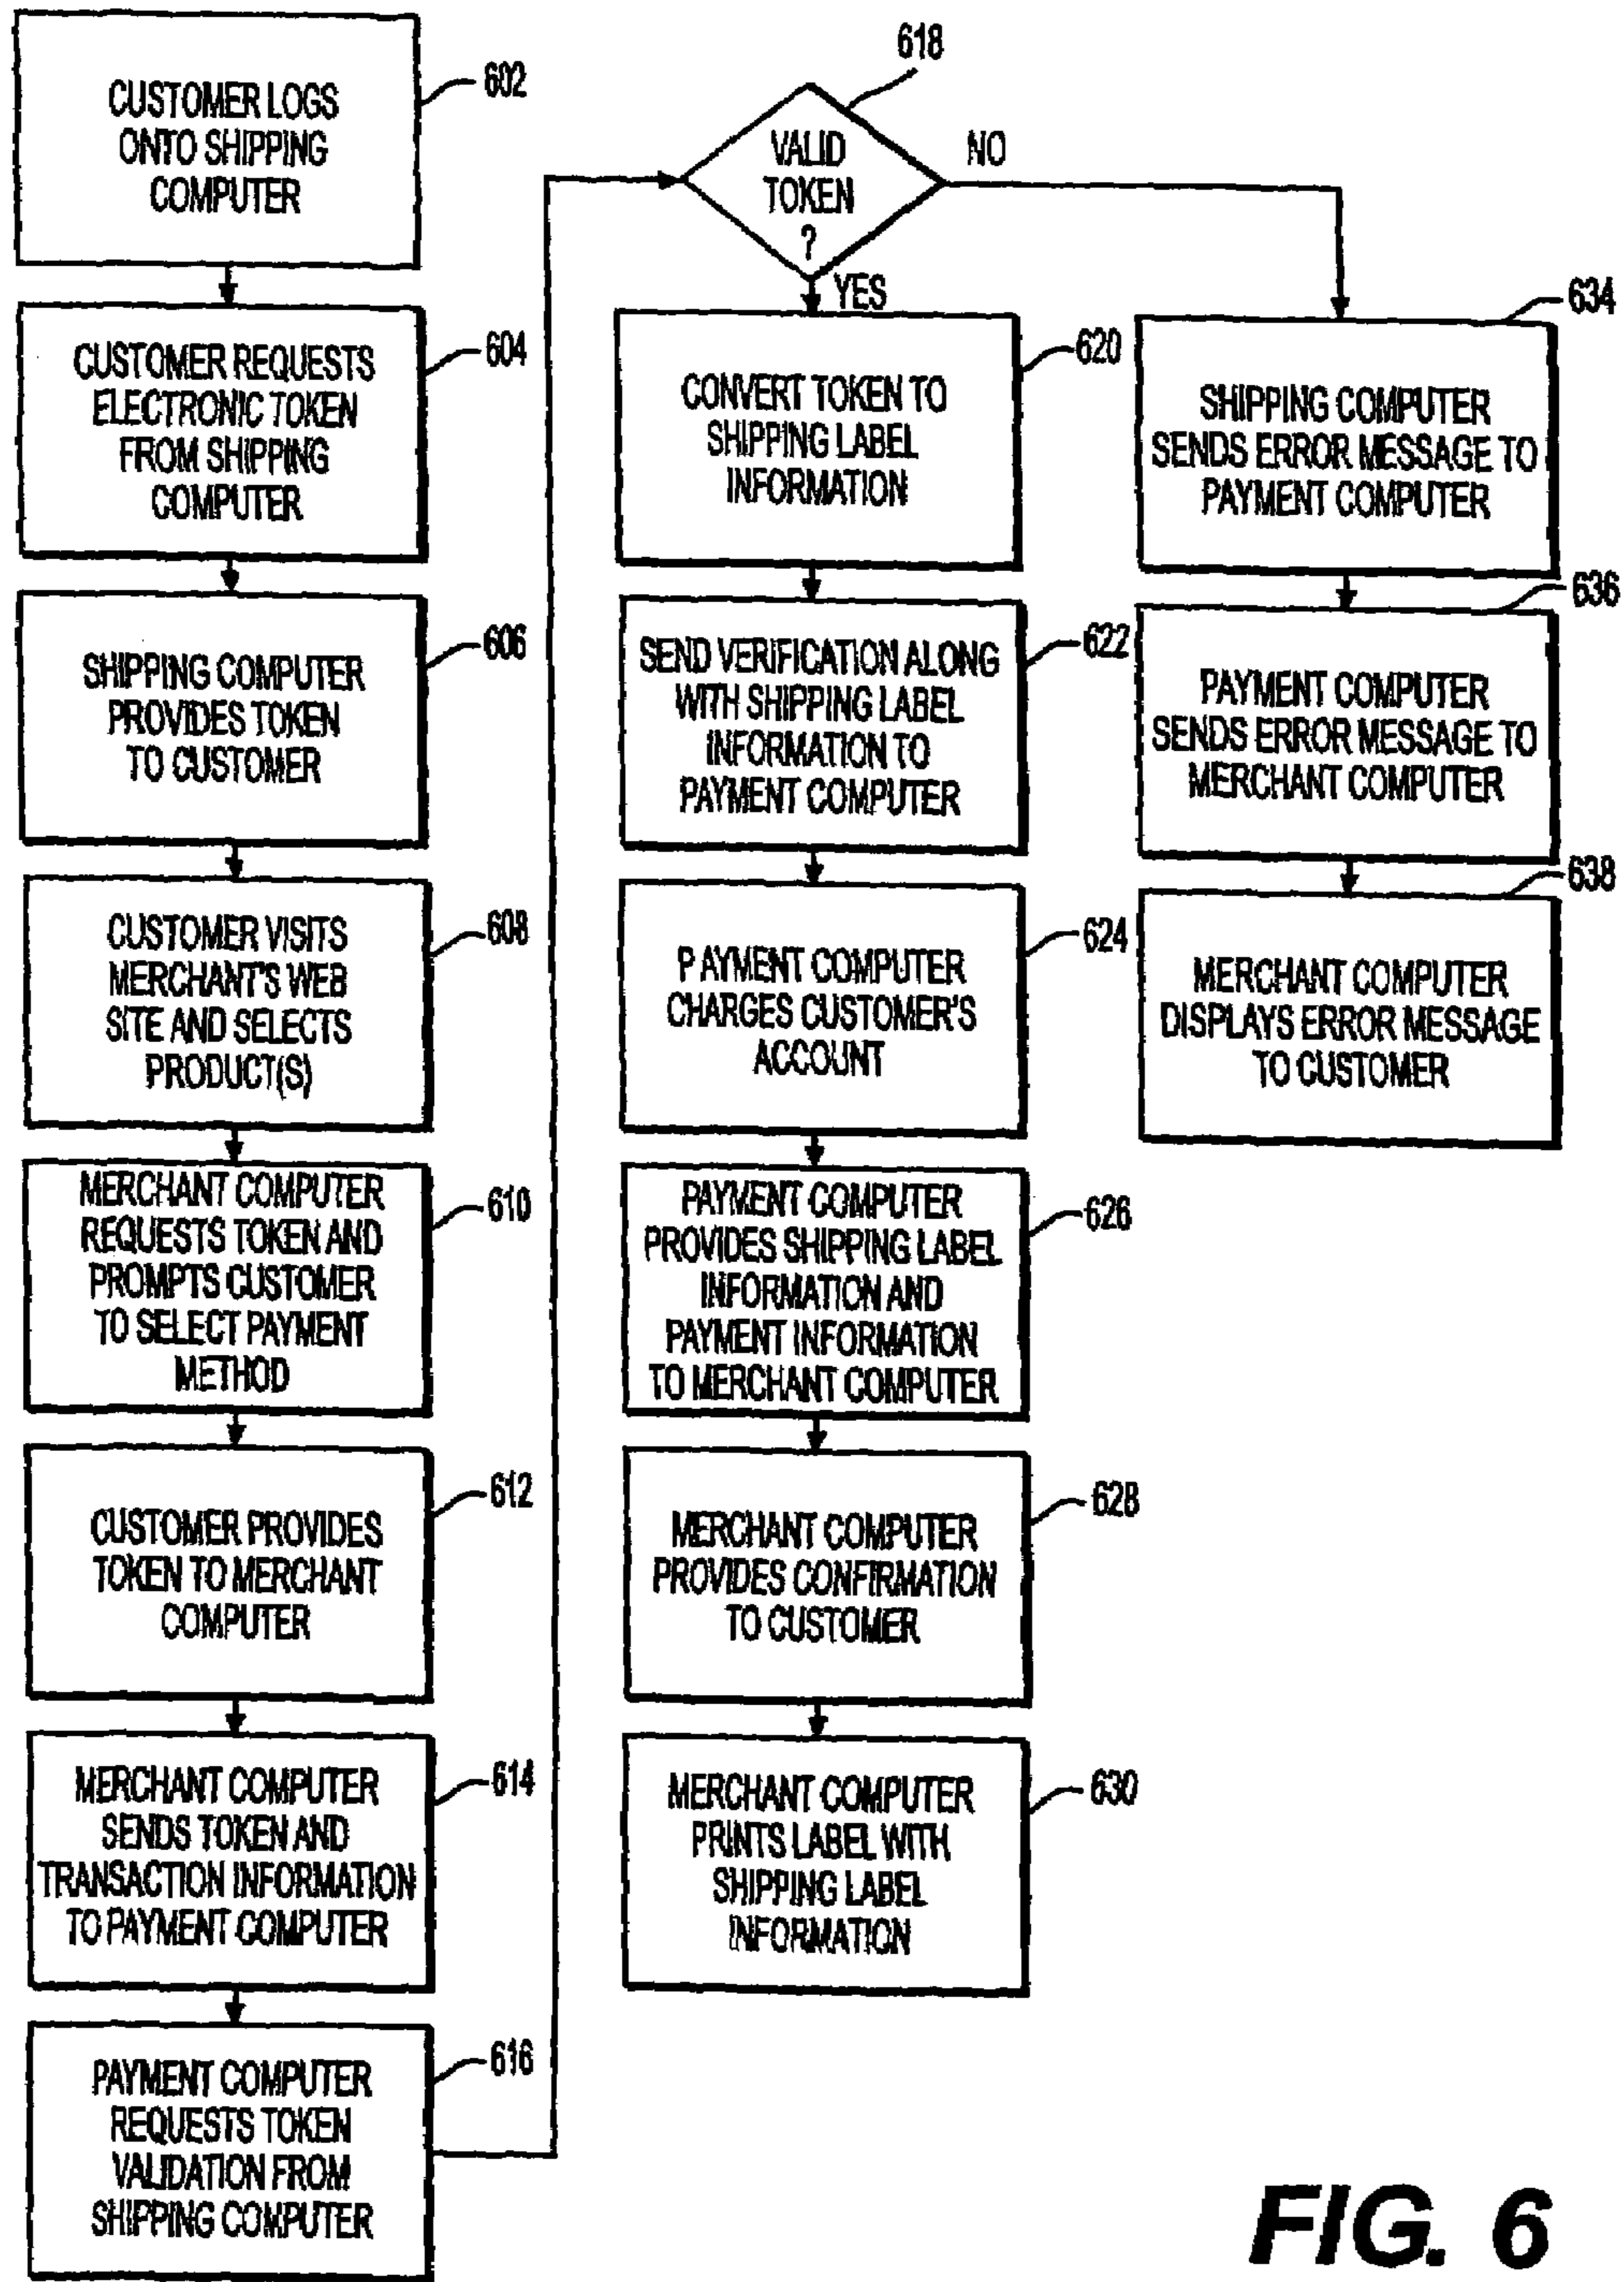 CUSTOMER LOGS
ONTO SHIPPING
COMPUTER
602
CUSTOMER REQUESTS
ELECTRONIC TOKEN
FROM SHIPPING
COMPUTER
604
SHIPPING COMPUTER
PROVIDES TOKEN
TO CUSTOMER
606
CUSTOMER VISITS
MERCHANT'S WEB
SITE AND SELECTS
PRODUCT(S)
608
MERCHANT COMPUTER
REQUESTS TOKEN AND
PROMPTS CUSTOMER
TO SELECT PAYMENT
METHOD
610
CUSTOMER PROVIDES
TOKEN TO MERCHANT
COMPUTER
612
MERCHANT COMPUTER
SENDS TOKEN AND
TRANSACTION INFORMATION
TO PAYMENT COMPUTER
614
PAYMENT COMPUTER
REQUESTS TOKEN
VALIDATION FROM
SHIPPING COMPUTER
616
618
VALID
TOKEN
?
NO
YES
CONVERT TOKEN TO
SHIPPING LABEL
INFORMATION
620
SEND VERIFICATION ALONG
WITH SHIPPING LABEL
INFORMATION TO
PAYMENT COMPUTER
622
P AYMENT COMPUTER
CHARGES CUSTOMER'S
ACCOUNT
624
PAYMENT COMPUTER
PROVIDES SHIPPING LABEL
INFORMATION AND
PAYMENT INFORMATION
TO MERCHANT COMPUTER
626
MERCHANT COMPUTER
PROVIDES CONFIRMATION
TO CUSTOMER
628
MERCHANT COMPUTER
PRINTS LABEL WITH
SHIPPING LABEL
INFORMATION
630
634
SHIPPING COMPUTER
SENDS ERROR MESSAGE TO
PAYMENT COMPUTER
636
PAYMENT COMPUTER
SENDS ERROR MESSAGE TO
MERCHANT COMPUTER
638
MERCHANT COMPUTER
DISPLAYS ERROR MESSAGE
TO CUSTOMER
FIG. 6